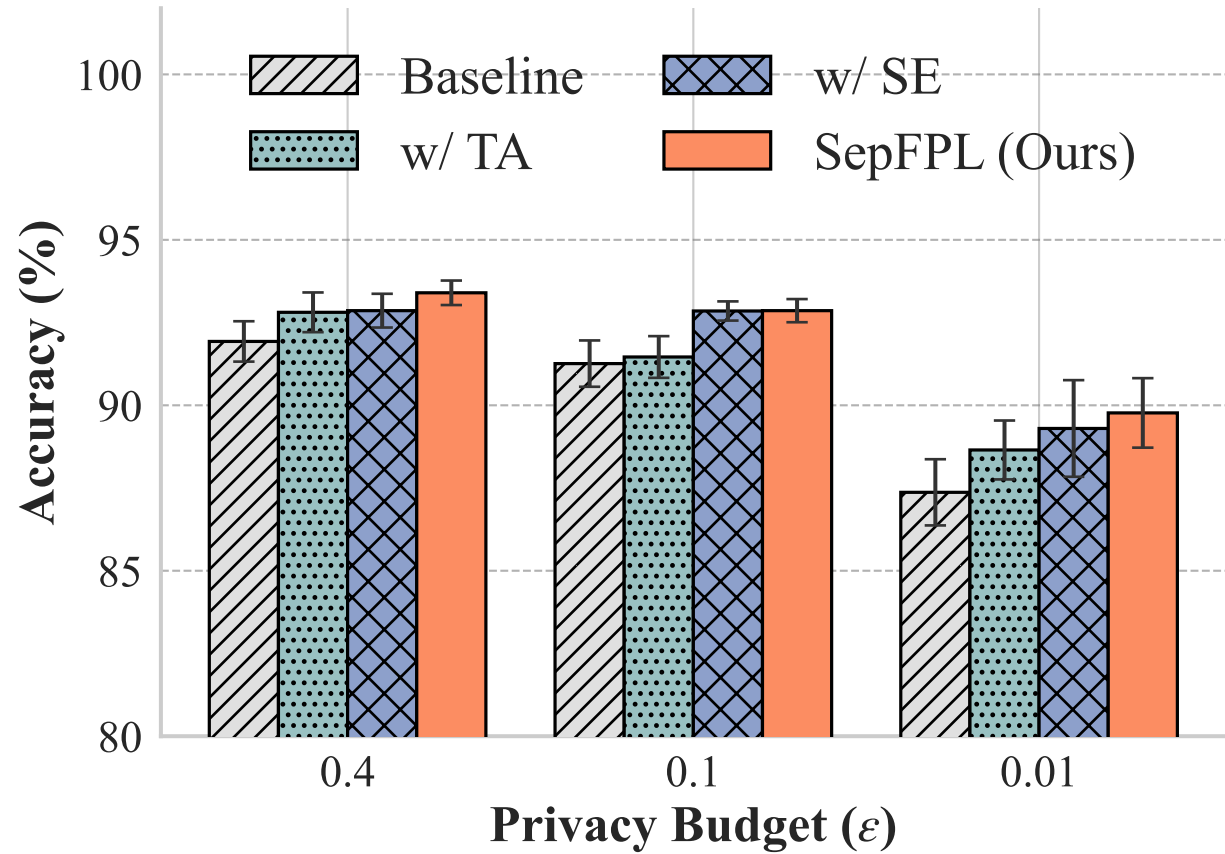 100
95
90
85
80
Accuracy (%)
Baseline
w/ TA
w/ SE
SepFPL (Ours)
0.4
0.1
0.01
Privacy Budget (ε)